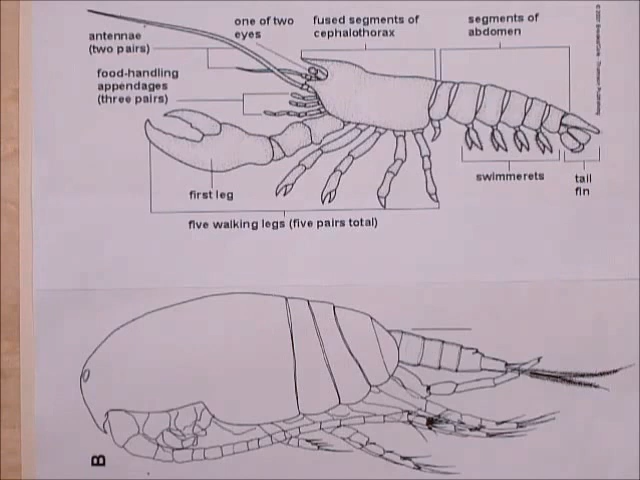 antennae
(two pairs)
one of two
eyes
fused segments of
cephalothorax
segments of
abdomen
food-handling
appendages
(three pairs)
first leg
swimmerets
tail
fin
five walking legs (five pairs total)
B